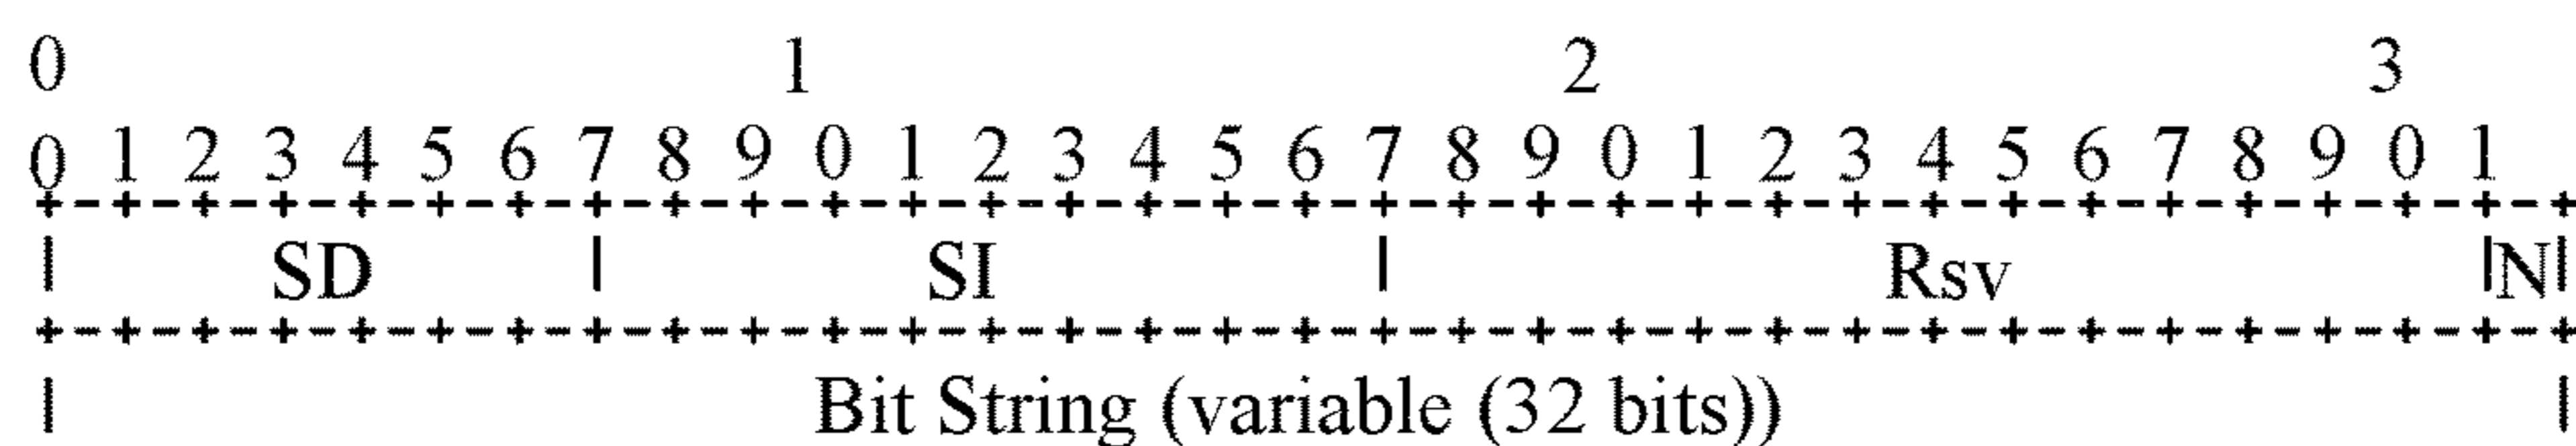 0 1 2 3
0 1 2 3 4 5 6 7 8 9 0 1 2 3 4 5 6 7 8 9 0 1 2 3 4 5 6 7 8 9 0 1
+-+-+-+-+-+-+-+-+-+-+-+-+-+-+-+-+-+-+-+-+-+-+-+-+-+-+-+-+-+-+-+-+
| SD | SI | Rsv |N|
+-+-+-+-+-+-+-+-+-+-+-+-+-+-+-+-+-+-+-+-+-+-+-+-+-+-+-+-+-+-+-+-+
| Bit String (variable (32 bits)) |